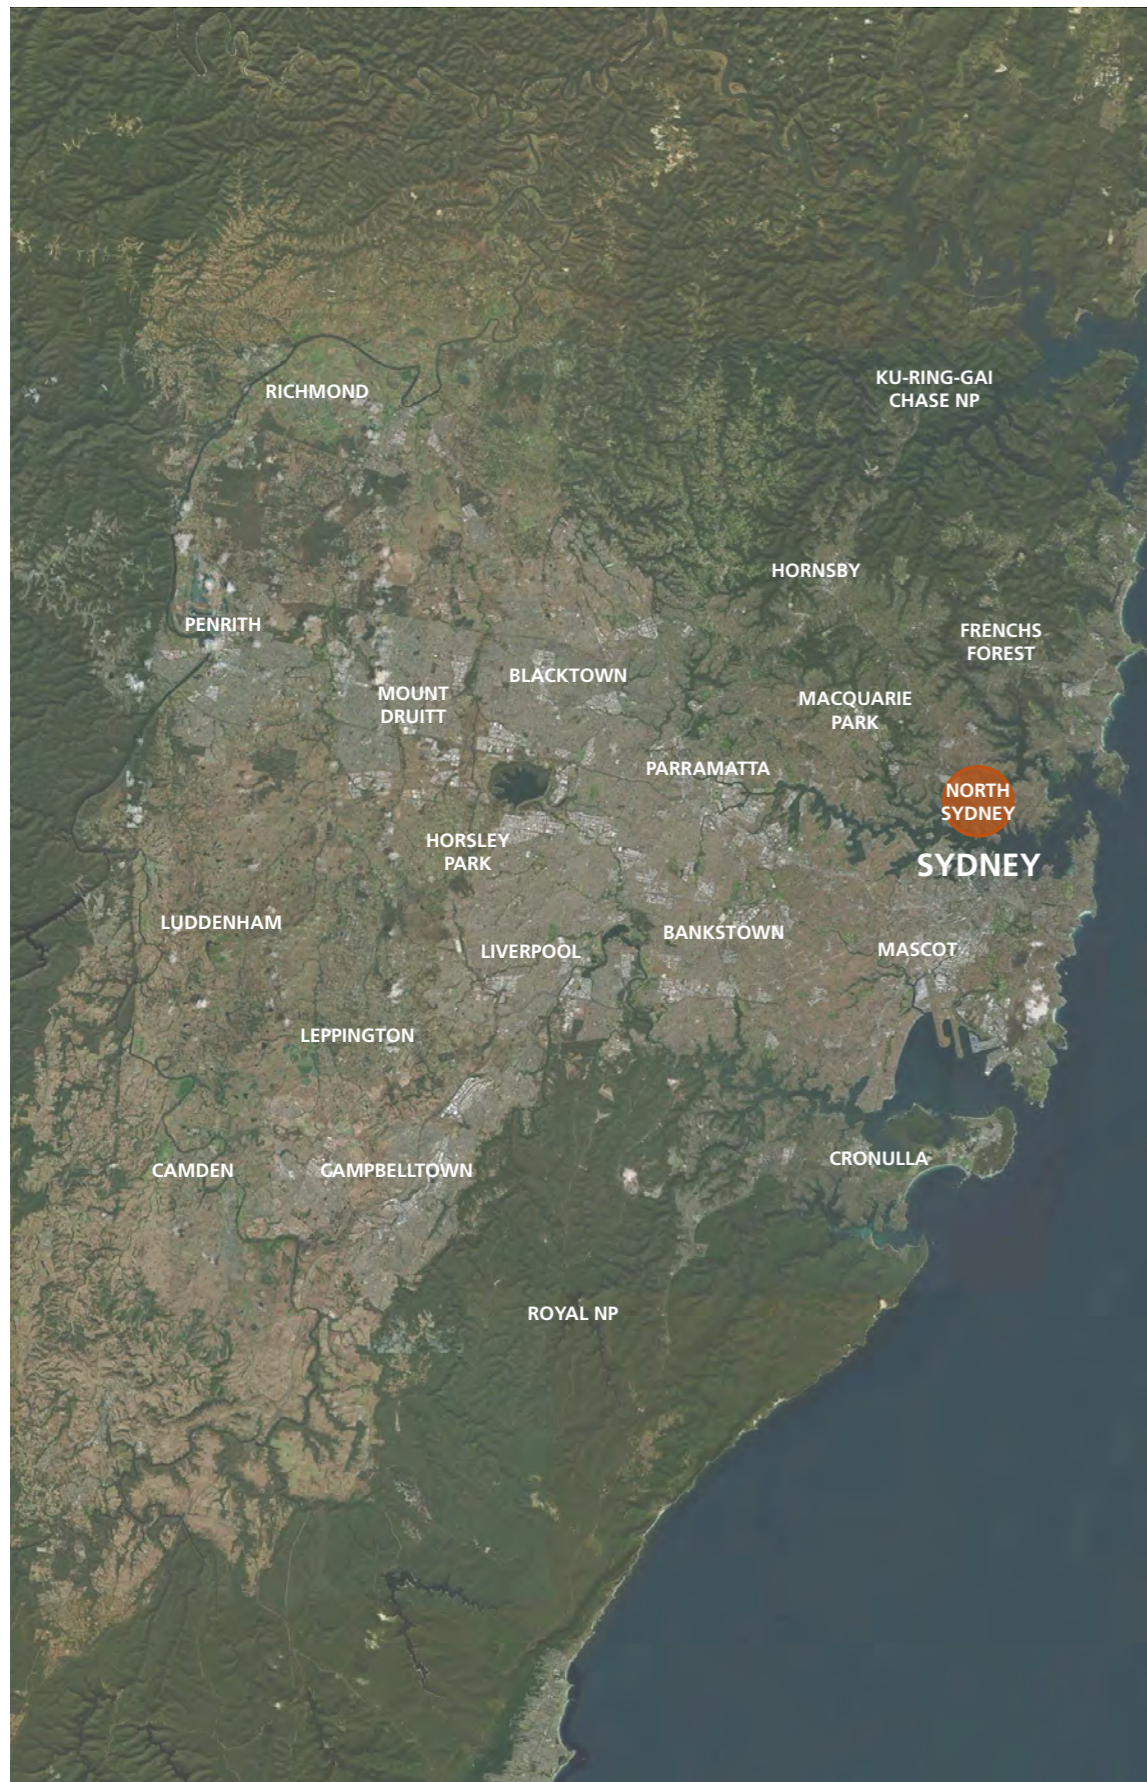 RICHMOND
KU-RING-GAI
CHASE NP
HORNSBY
PENRITH
FRENCHS
FOREST
BLACKTOWN
MOUNT
DRUITT
MACQUARIE
PARK
PARRAMATTA
NORTH
SYDNEY
HORSLEY
PARK
SYDNEY
LUDDENHAM
LIVERPOOL
BANKSTOWN
MASCOT
LEPPINGTON
CAMDEN
CAMPBELLTOWN
CRONULLA
ROYAL NP